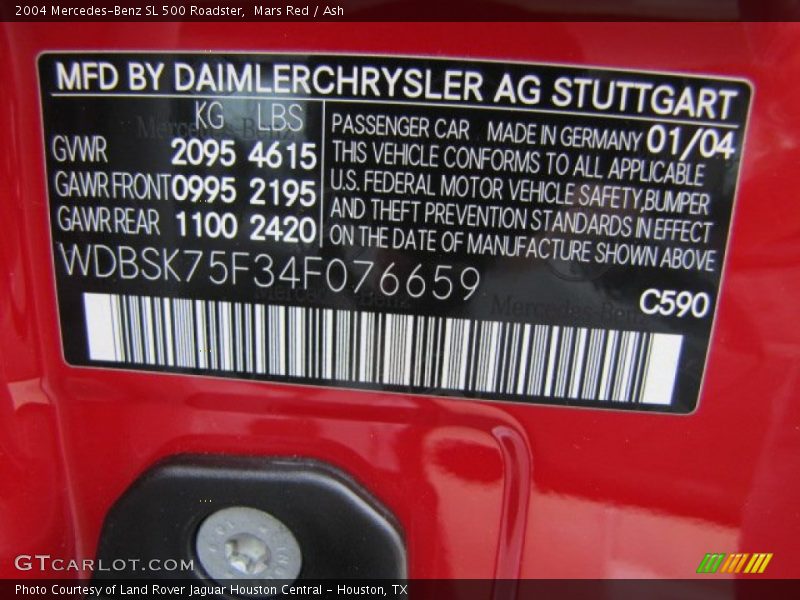 2004 Mercedes-Benz SL 500 Roadster,  Mars Red / Ash
MFD BY DAIMLERCHRYSLER AG STUTTGART
KG LBS
GVWR 2095 4615
GAWR FRONT 0995 2195
GAWR REAR 1100 2420
PASSENGER CAR MADE IN GERMANY 01/04
THIS VEHICLE CONFORMS TO ALL APPLICABLE
U.S. FEDERAL MOTOR VEHICLE SAFETY,BUMPER
AND THEFT PREVENTION STANDARDS IN EFFECT
ON THE DATE OF MANUFACTURE SHOWN ABOVE
WDBSK75F34F076659
C590
Mercedes-Benz
GTCARLOT.COM
Photo Courtesy of Land Rover Jaguar Houston Central - Houston, TX